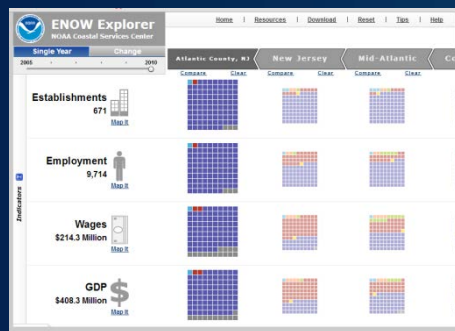 ENOW Explorer
NOAA Coastal Services Center
Home | Resources | Download | Reset | Tips | Help
Single Year
Change
2005
2010
Atlantic County, NJ
New Jersey
Mid-Atlantic
Compare Clear
Compare Clear
Compare Clear
Establishments
671
Map It
Employment
9,714
Map It
Indicators
Wages
$214.3 Million
Map It
GDP
$408.3 Million
$
Map It